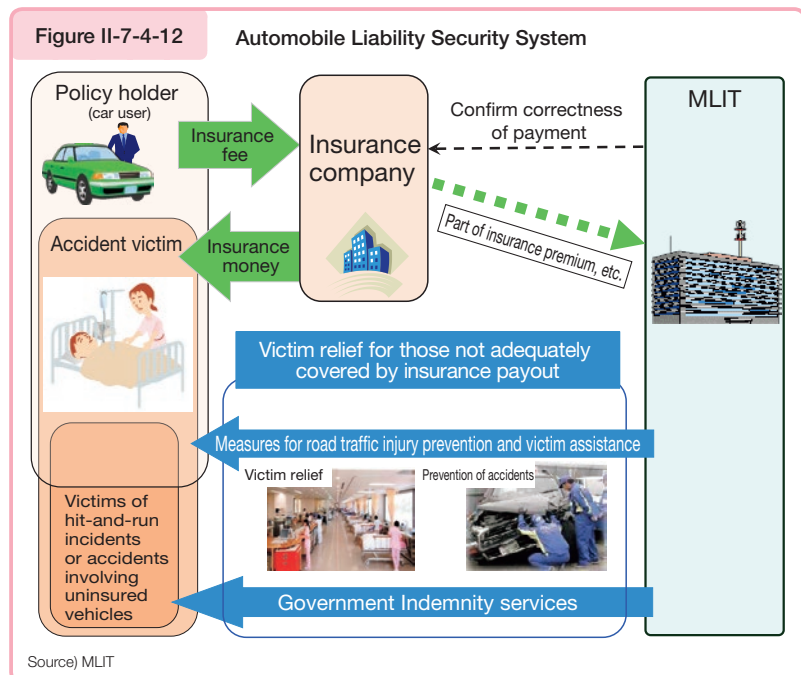 Figure II-7-4-12
Automobile Liability Security System
Policy holder
(car user)
Insurance
fee
Insurance
company
Confirm correctness
of payment
MLIT
Accident victim
Insurance
money
Part of insurance premium, etc.
Victim relief for those not adequately
covered by insurance payout
Measures for road traffic injury prevention and victim assistance
Victim relief
Prevention of accidents
Victims of
hit-and-run
incidents
or accidents
involving
uninsured
vehicles
Government Indemnity services
Source) MLIT